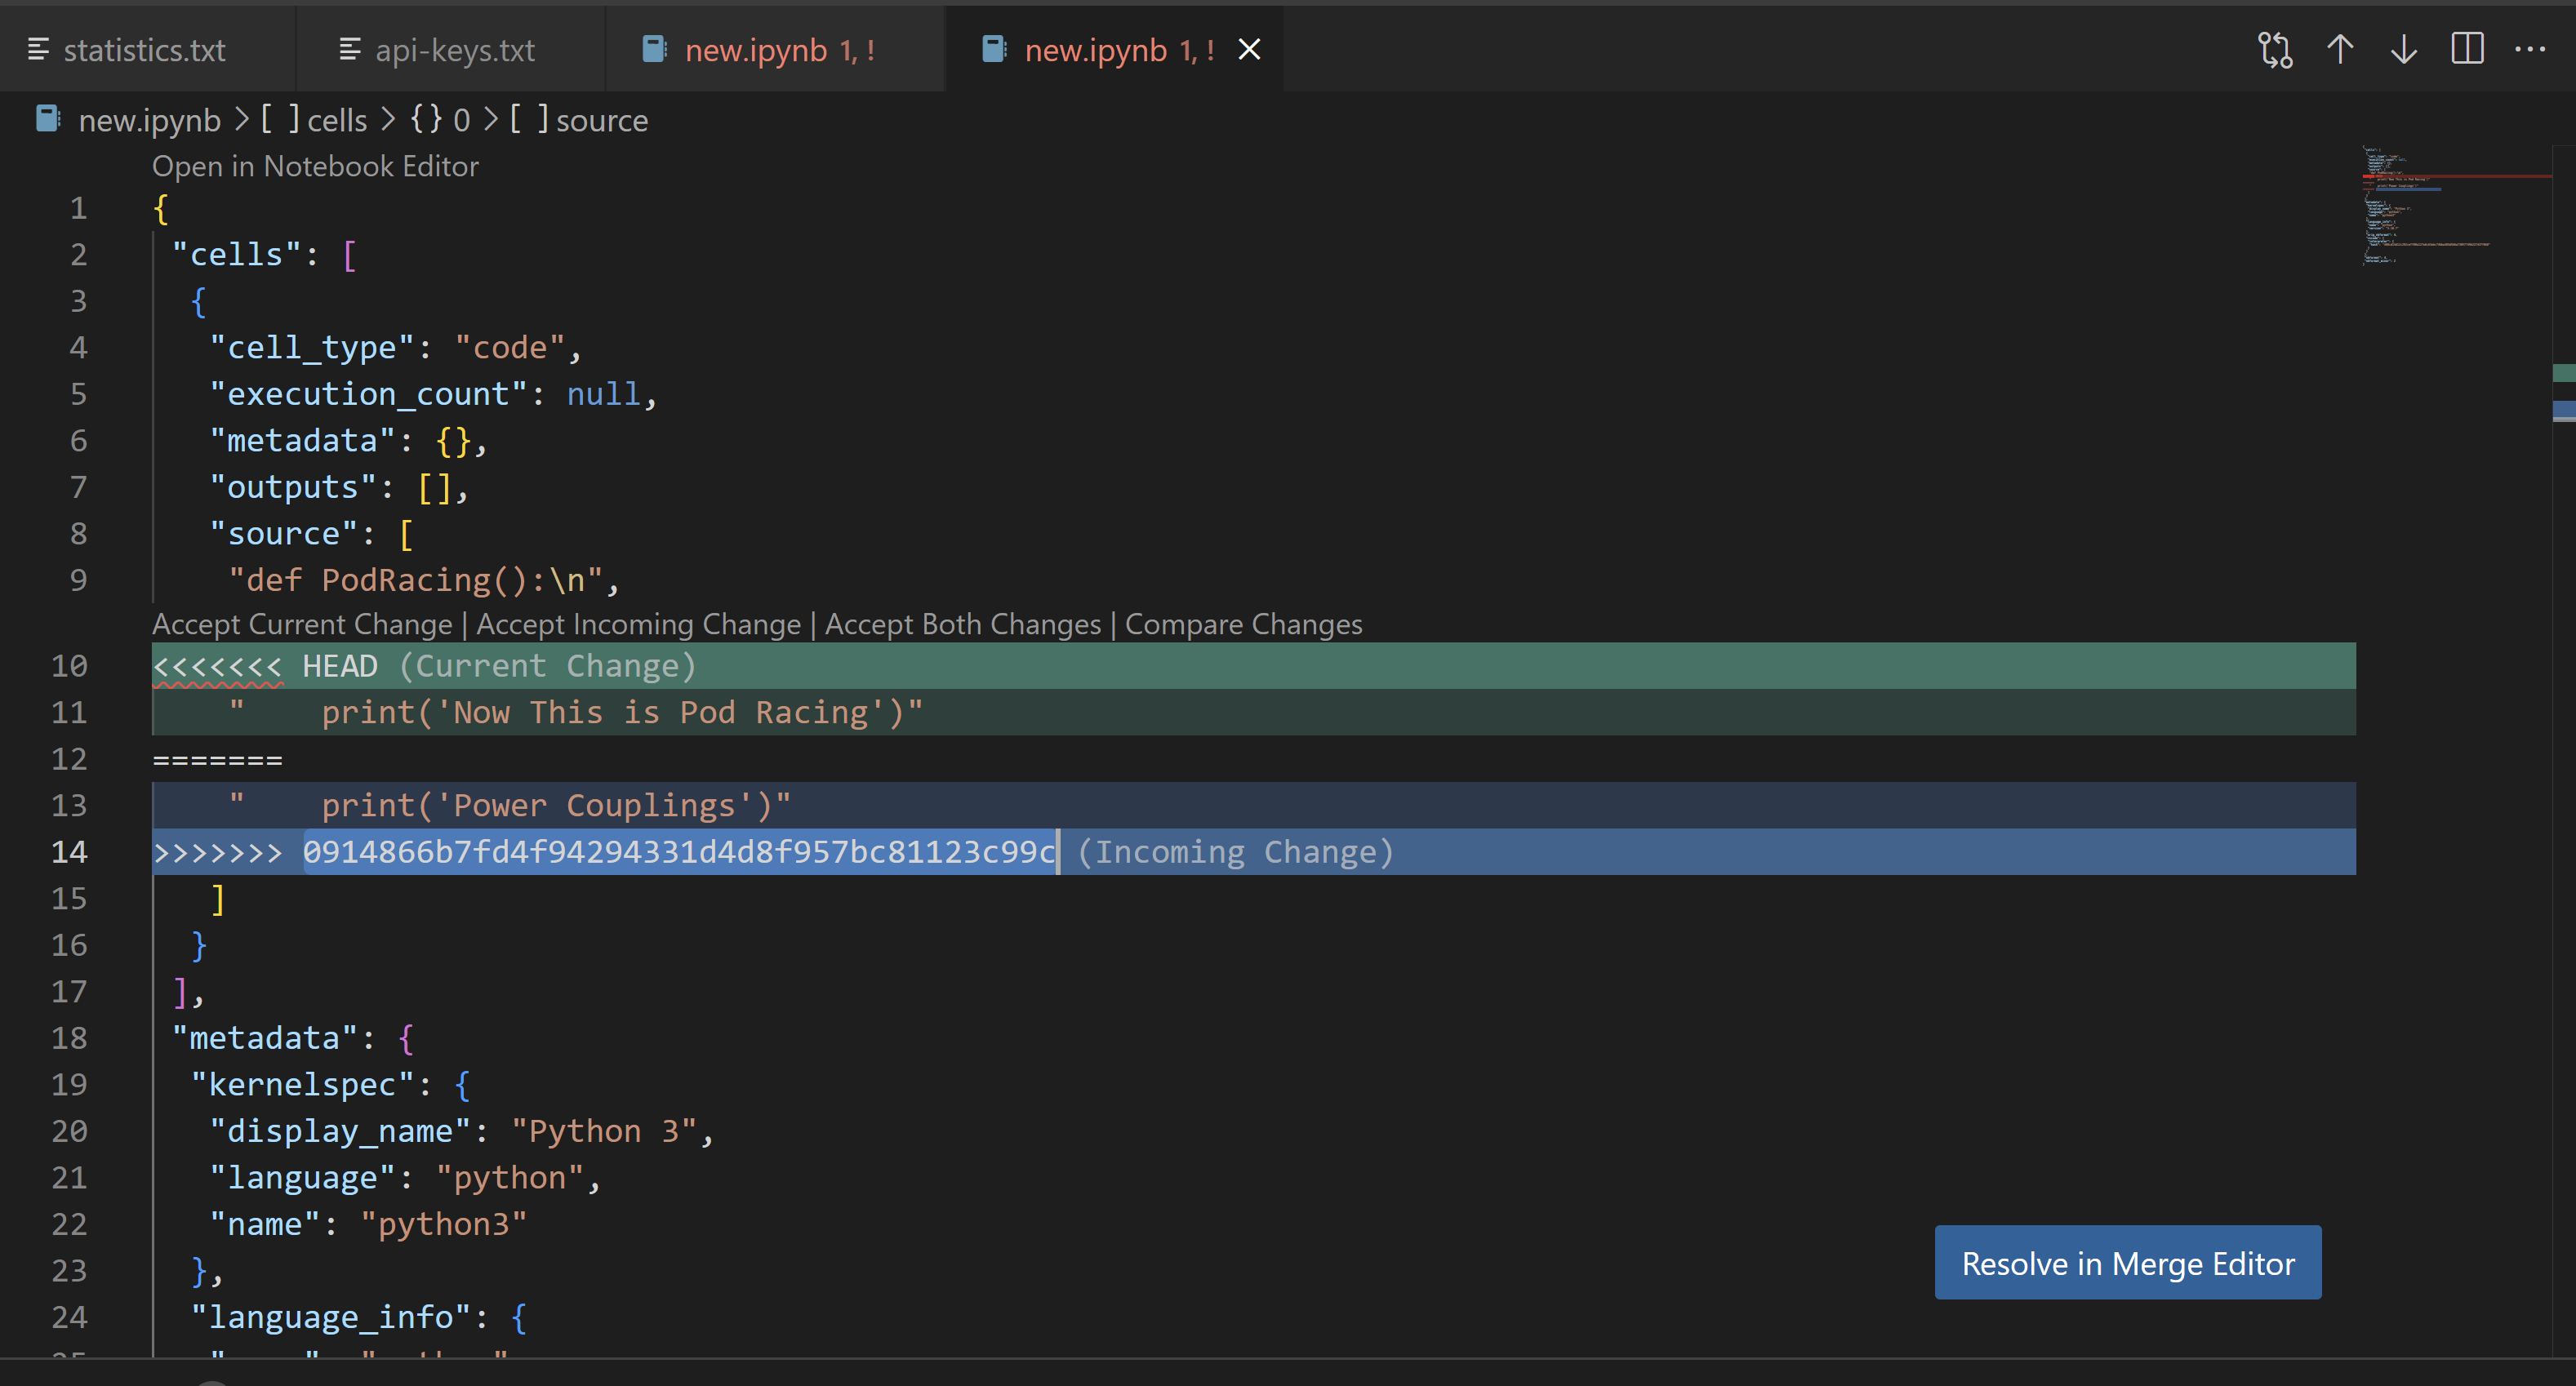 statistics.txt api-keys.txt new.ipynb 1, ! new.ipynb 1, !
new.ipynb > [ ] cells > {} 0 > [ ] source
Open in Notebook Editor
1 {
2 "cells": [
3 {
4 "cell_type": "code",
5 "execution_count": null,
6 "metadata": {},
7 "outputs": [],
8 "source": [
9 "def PodRacing():\n",
Accept Current Change | Accept Incoming Change | Accept Both Changes | Compare Changes
10 <<<<<<< HEAD (Current Change)
11 "    print('Now This is Pod Racing')"
12 =======
13 "    print('Power Couplings')"
14 >>>>>>> 0914866b7fd4f94294331d4d8f957bc81123c99c (Incoming Change)
15 ]
16 }
17 ],
18 "metadata": {
19 "kernelspec": {
20 "display_name": "Python 3",
21 "language": "python",
22 "name": "python3"
23 },
24 "language_info": {
Resolve in Merge Editor